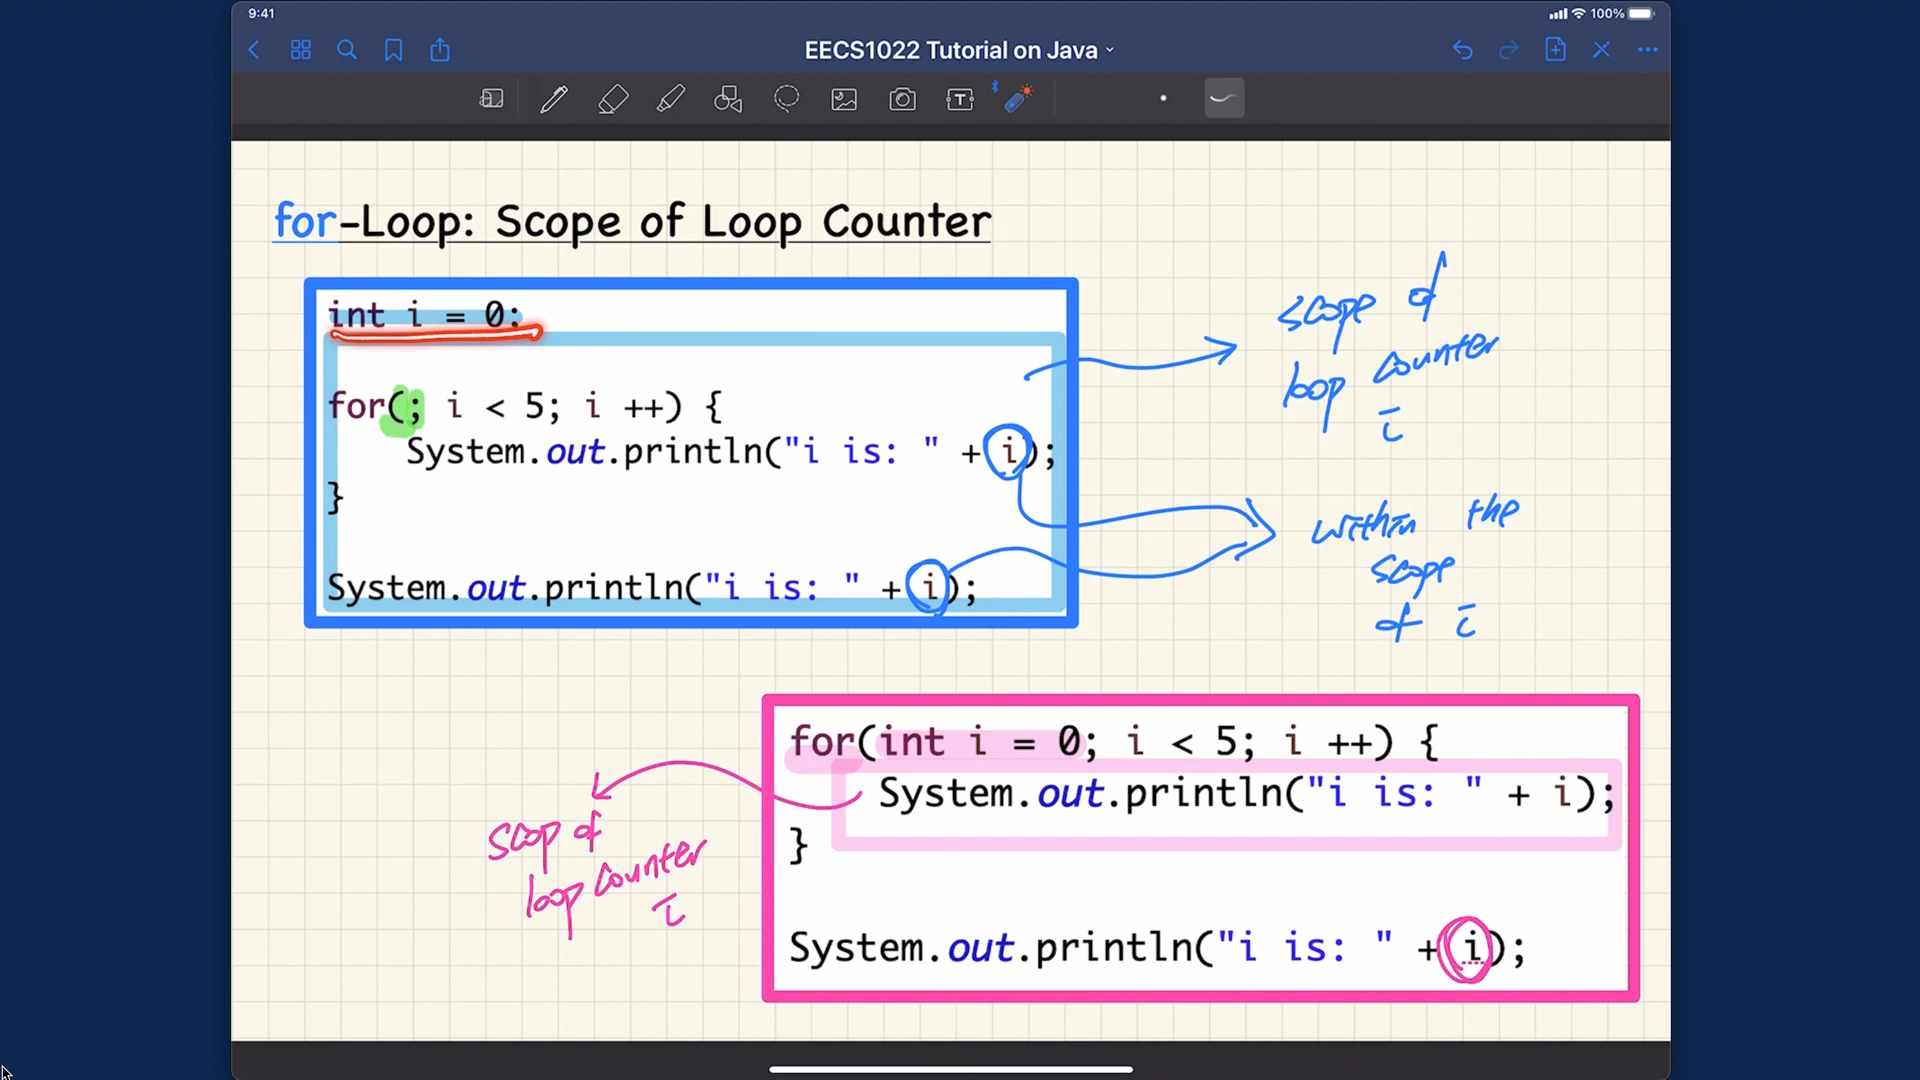 9:41
100%
EECS1022 Tutorial on Java
for-Loop: Scope of Loop Counter
int i = 0;
for(; i < 5; i ++) {
System.out.println("i is: " + i);
}
System.out.println("i is: " + i);
scope of
loop counter
i
within the
scope
of i
for(int i = 0; i < 5; i ++) {
System.out.println("i is: " + i);
}
System.out.println("i is: " + i);
scop of
loop counter
i